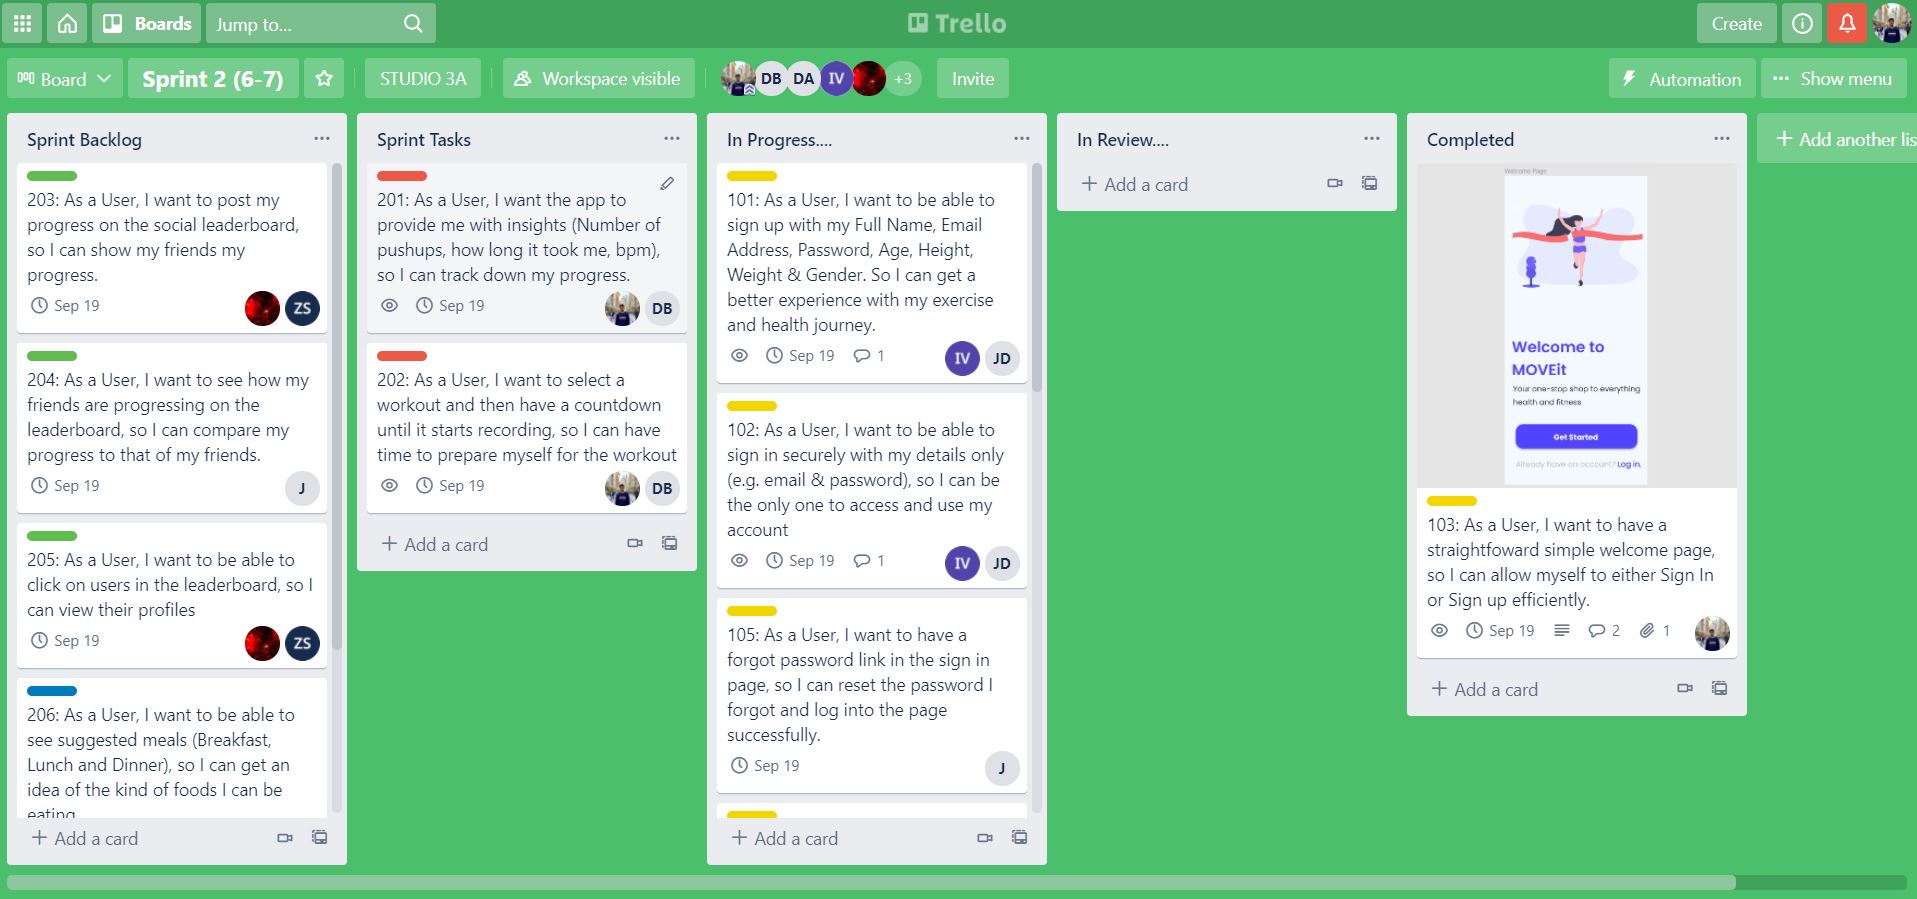 Boards
Jump to...
Trello
Create
Board
Sprint 2 (6-7)
STUDIO 3A
Workspace visible
DB
DA
IV
+3
Invite
Automation
Show menu
Sprint Backlog
203: As a User, I want to post my
progress on the social leaderboard,
so I can show my friends my
progress.
Sep 19
ZS
204: As a User, I want to see how my
friends are progressing on the
leaderboard, so I can compare my
progress to that of my friends.
Sep 19
J
205: As a User, I want to be able to
click on users in the leaderboard, so I
can view their profiles
Sep 19
ZS
206: As a User, I want to be able to
see suggested meals (Breakfast,
Lunch and Dinner), so I can get an
idea of the kind of foods I can be
eating
Add a card
Sprint Tasks
201: As a User, I want the app to
provide me with insights (Number of
pushups, how long it took me, bpm),
so I can track down my progress.
Sep 19
DB
202: As a User, I want to select a
workout and then have a countdown
until it starts recording, so I can have
time to prepare myself for the workout
Sep 19
DB
Add a card
In Progress....
101: As a User, I want to be able to
sign up with my Full Name, Email
Address, Password, Age, Height,
Weight & Gender. So I can get a
better experience with my exercise
and health journey.
Sep 19
1
IV
JD
102: As a User, I want to be able to
sign in securely with my details only
(e.g. email & password), so I can be
the only one to access and use my
account
Sep 19
1
IV
JD
105: As a User, I want to have a
forgot password link in the sign in
page, so I can reset the password I
forgot and log into the page
successfully.
Sep 19
J
Add a card
In Review....
Add a card
Completed
Welcome Page
Welcome to
MOVEit
Your one-stop shop to everything
health and fitness
Get Started
Already have an account? Log in.
103: As a User, I want to have a
straightfoward simple welcome page,
so I can allow myself to either Sign In
or Sign up efficiently.
Sep 19
2
1
Add a card
Add another lis